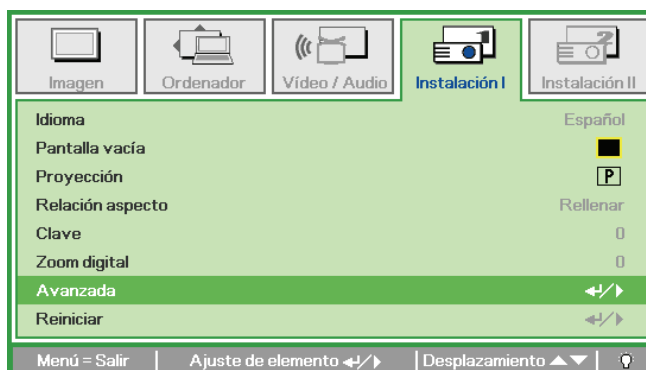 Imagen
Ordenador
Vídeo / Audio
Instalación I
Instalación II
Idioma Español
Pantalla vacía
Proyección P
Relación aspecto Rellenar
Clave 0
Zoom digital 0
Avanzada
Reiniciar
Menú = Salir Ajuste de elemento Desplazamiento